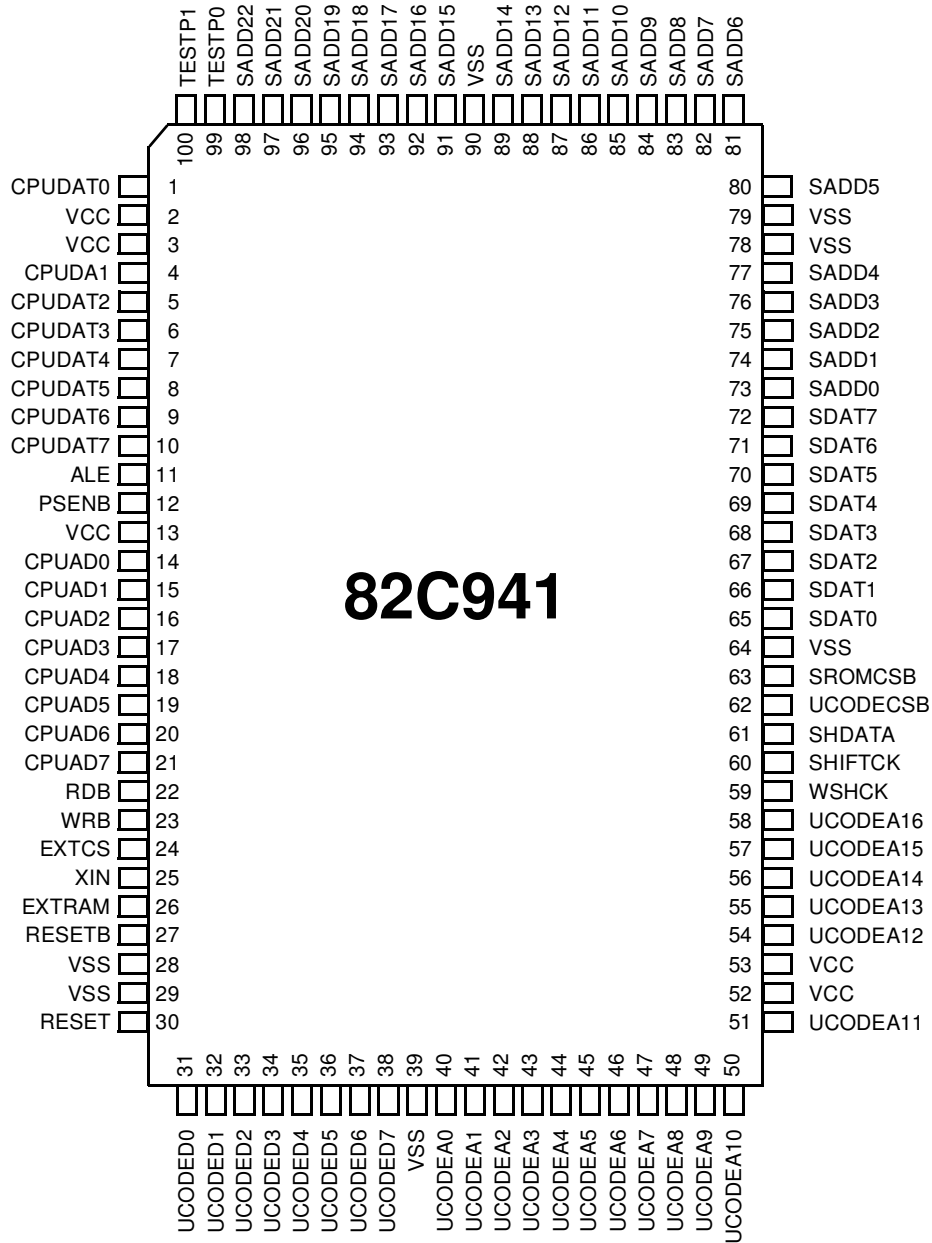 TESTP1
TESTP0
SADD22
SADD21
SADD20
SADD19
SADD18
SADD17
SADD16
SADD15
VSS
SADD14
SADD13
SADD12
SADD11
SADD10
SADD9
SADD8
SADD7
SADD6
100
99
98
97
96
95
94
93
92
91
90
89
88
87
86
85
84
83
82
81
CPUDAT0 1
VCC 2
VCC 3
CPUDA1 4
CPUDAT2 5
CPUDAT3 6
CPUDAT4 7
CPUDAT5 8
CPUDAT6 9
CPUDAT7 10
ALE 11
PSENB 12
VCC 13
CPUAD0 14
CPUAD1 15
CPUAD2 16
CPUAD3 17
CPUAD4 18
CPUAD5 19
CPUAD6 20
CPUAD7 21
RDB 22
WRB 23
EXTCS 24
XIN 25
EXTRAM 26
RESETB 27
VSS 28
VSS 29
RESET 30
82C941
80 SADD5
79 VSS
78 VSS
77 SADD4
76 SADD3
75 SADD2
74 SADD1
73 SADD0
72 SDAT7
71 SDAT6
70 SDAT5
69 SDAT4
68 SDAT3
67 SDAT2
66 SDAT1
65 SDAT0
64 VSS
63 SROMCSB
62 UCODECSB
61 SHDATA
60 SHIFTCK
59 WSHCK
58 UCODEA16
57 UCODEA15
56 UCODEA14
55 UCODEA13
54 UCODEA12
53 VCC
52 VCC
51 UCODEA11
31
32
33
34
35
36
37
38
39
40
41
42
43
44
45
46
47
48
49
50
UCODED0
UCODED1
UCODED2
UCODED3
UCODED4
UCODED5
UCODED6
UCODED7
VSS
UCODEA0
UCODEA1
UCODEA2
UCODEA3
UCODEA4
UCODEA5
UCODEA6
UCODEA7
UCODEA8
UCODEA9
UCODEA10